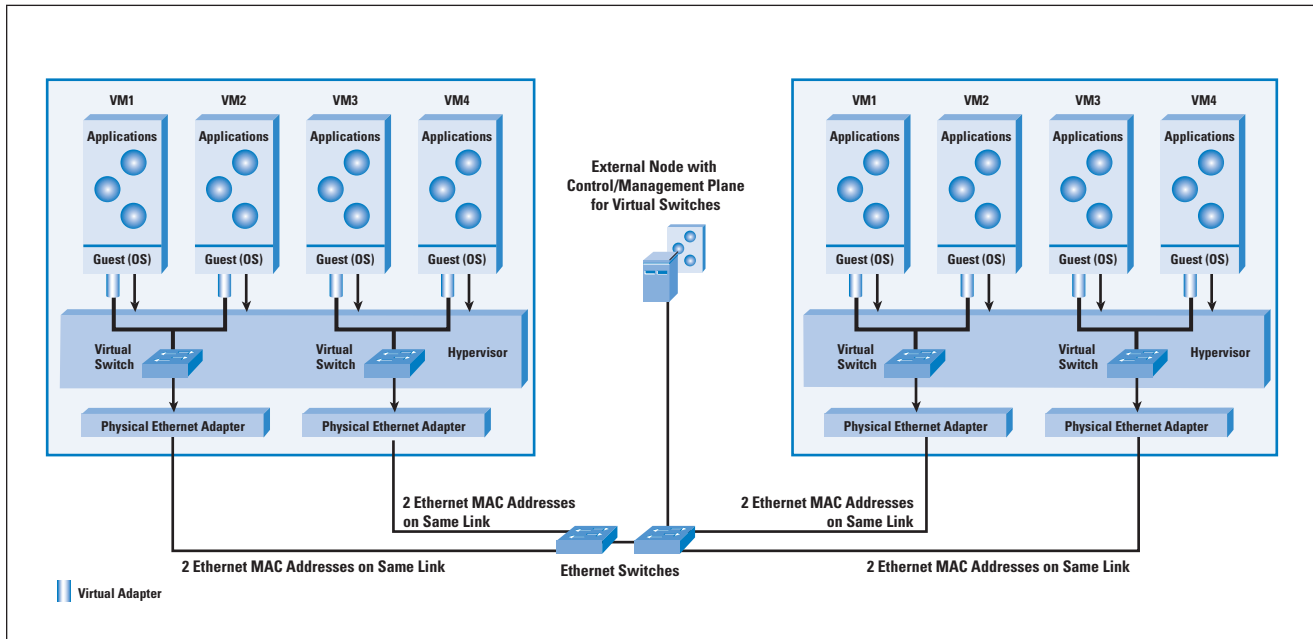 VM1
VM2
VM3
VM4
Applications
Applications
Applications
Applications
Guest (OS)
Guest (OS)
Guest (OS)
Guest (OS)
Virtual
Switch
Virtual
Switch
Hypervisor
Physical Ethernet Adapter
Physical Ethernet Adapter
External Node with
Control/Management Plane
for Virtual Switches
VM1
VM2
VM3
VM4
Applications
Applications
Applications
Applications
Guest (OS)
Guest (OS)
Guest (OS)
Guest (OS)
Virtual
Switch
Virtual
Switch
Hypervisor
Physical Ethernet Adapter
Physical Ethernet Adapter
2 Ethernet MAC Addresses
on Same Link
2 Ethernet MAC Addresses
on Same Link
2 Ethernet MAC Addresses on Same Link
Ethernet Switches
2 Ethernet MAC Addresses on Same Link
Virtual Adapter